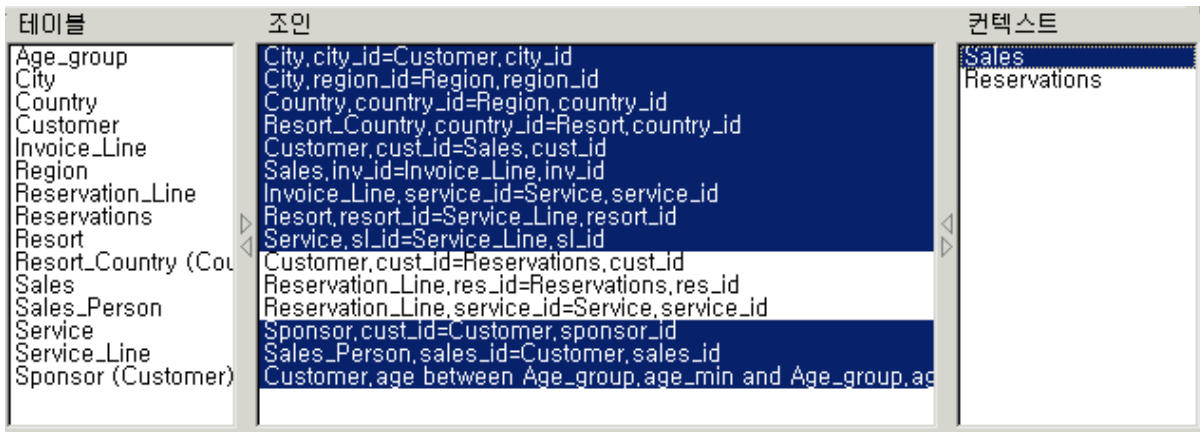 테이블
Age_group
City
Country
Customer
Invoice_Line
Region
Reservation_Line
Reservations
Resort
Resort_Country (Cou
Sales
Sales_Person
Service
Service_Line
Sponsor (Customer)
조인
City,city_id=Customer,city_id
City,region_id=Region,region_id
Country,country_id=Region,country_id
Resort_Country,country_id=Resort,country_id
Customer,cust_id=Sales,cust_id
Sales,inv_id=Invoice_Line,inv_id
Invoice_Line,service_id=Service,service_id
Resort,resort_id=Service_Line,resort_id
Service,sl_id=Service_Line,sl_id
Customer,cust_id=Reservations,cust_id
Reservation_Line,res_id=Reservations,res_id
Reservation_Line,service_id=Service,service_id
Sponsor,cust_id=Customer,sponsor_id
Sales_Person,sales_id=Customer,sales_id
Customer,age between Age_group,age_min and Age_group,ag
컨텍스트
Sales
Reservations